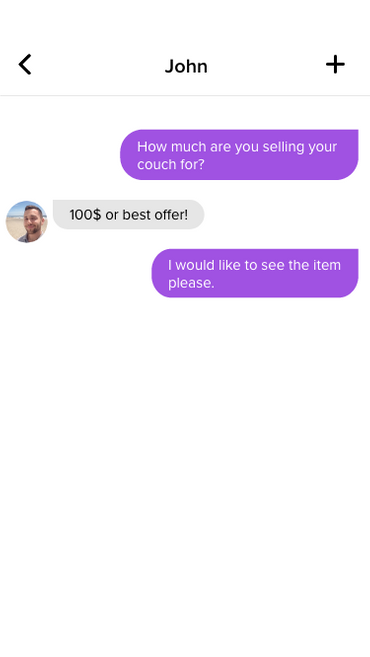 John
How much are you selling your
couch for?
100$ or best offer!
I would like to see the item
please.